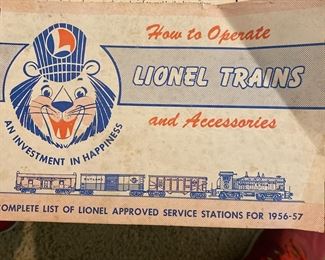 L
How to Operate
LIONEL TRAINS
and Accessories
AN INVESTMENT IN HAPPINESS
COMPLETE LIST OF LIONEL APPROVED SERVICE STATIONS FOR 1956-57